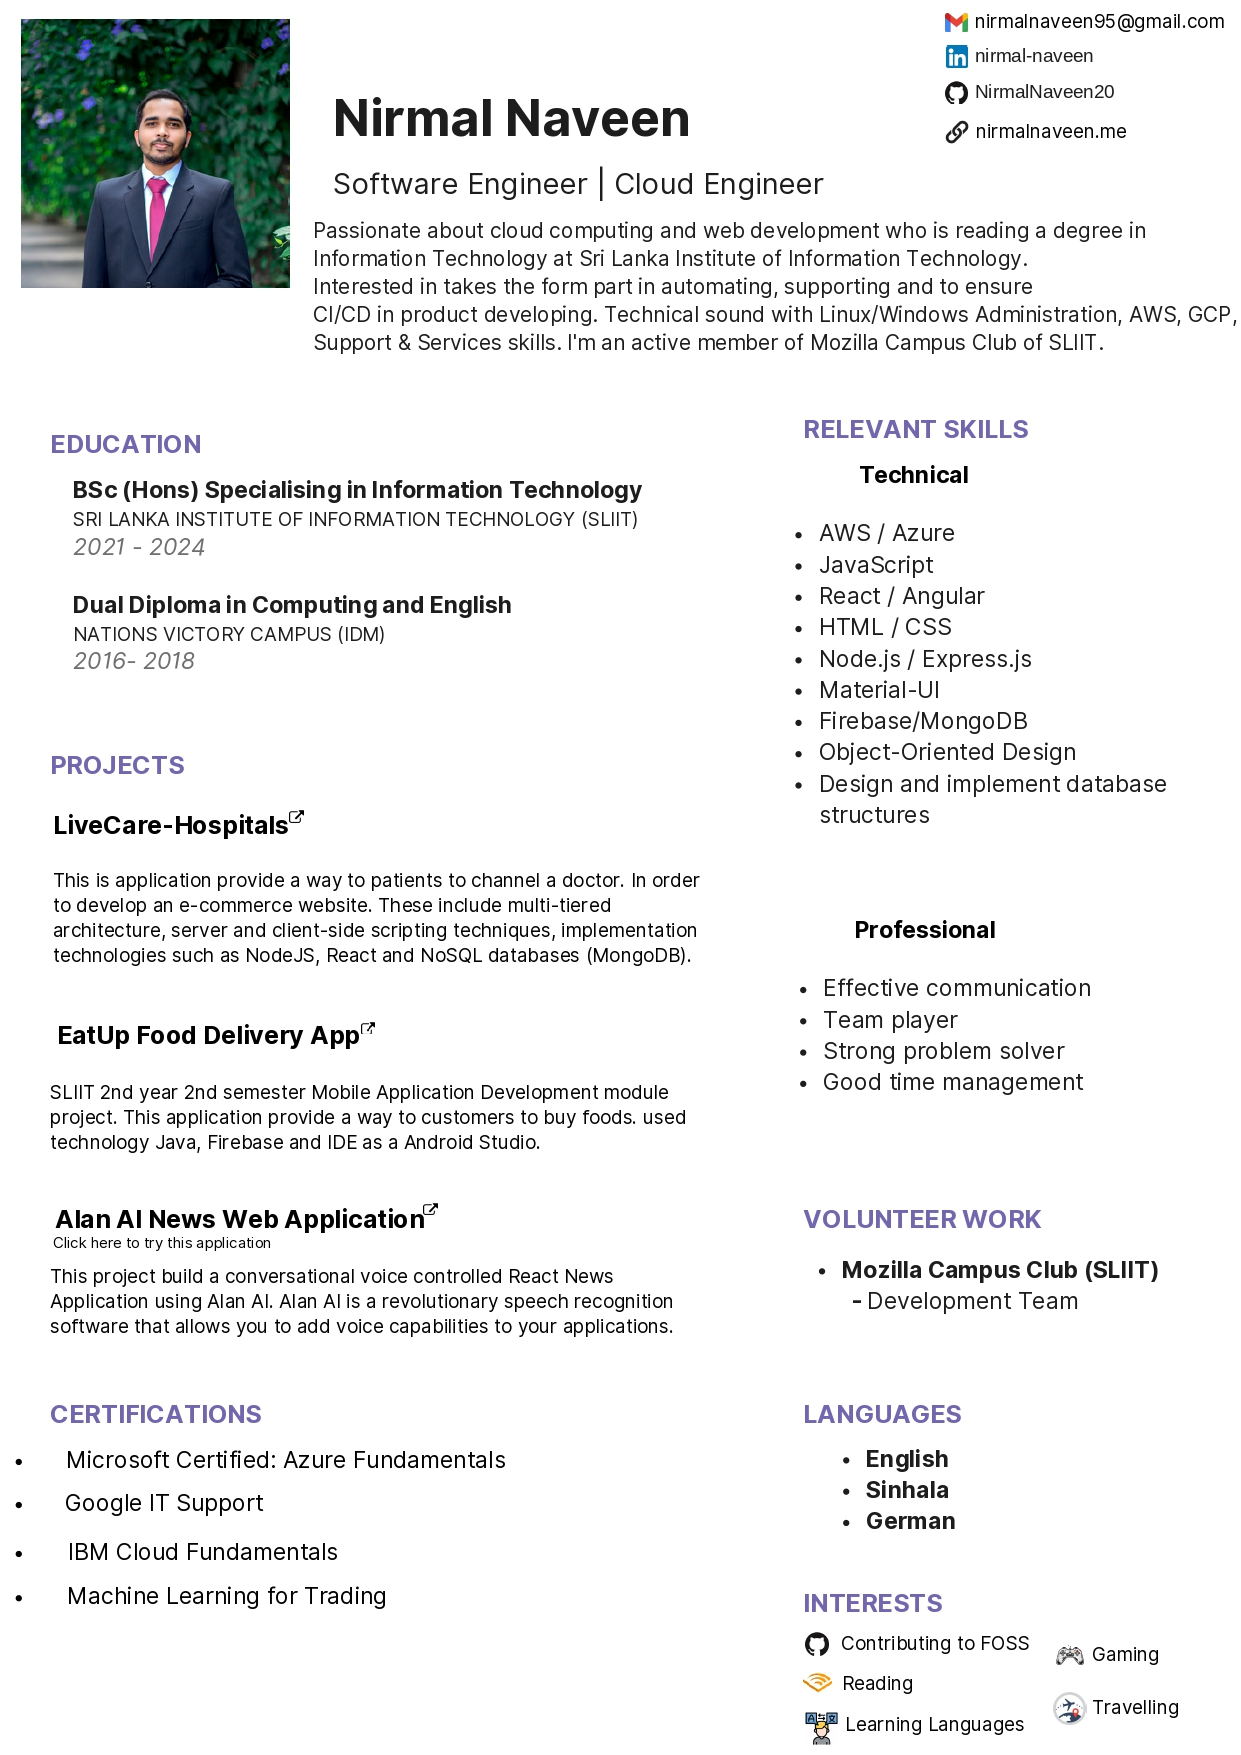 nirmalnaveen95@gmail.com
nirmal-naveen
NirmalNaveen20
nirmalnaveen.me
Nirmal Naveen
Software Engineer | Cloud Engineer
Passionate about cloud computing and web development who is reading a degree in
Information Technology at Sri Lanka Institute of Information Technology.
Interested in takes the form part in automating, supporting and to ensure
CI/CD in product developing. Technical sound with Linux/Windows Administration, AWS, GCP,
Support & Services skills. I'm an active member of Mozilla Campus Club of SLIIT.
EDUCATION
BSc (Hons) Specialising in Information Technology
SRI LANKA INSTITUTE OF INFORMATION TECHNOLOGY (SLIIT)
2021 - 2024
Dual Diploma in Computing and English
NATIONS VICTORY CAMPUS (IDM)
2016- 2018
PROJECTS
LiveCare-Hospitals
This is application provide a way to patients to channel a doctor. In order
to develop an e-commerce website. These include multi-tiered
architecture, server and client-side scripting techniques, implementation
technologies such as NodeJS, React and NoSQL databases (MongoDB).
EatUp Food Delivery App
SLIIT 2nd year 2nd semester Mobile Application Development module
project. This application provide a way to customers to buy foods. used
technology Java, Firebase and IDE as a Android Studio.
Alan AI News Web Application
Click here to try this application
This project build a conversational voice controlled React News
Application using Alan AI. Alan AI is a revolutionary speech recognition
software that allows you to add voice capabilities to your applications.
CERTIFICATIONS
• Microsoft Certified: Azure Fundamentals
• Google IT Support
• IBM Cloud Fundamentals
• Machine Learning for Trading
RELEVANT SKILLS
Technical
• AWS / Azure
• JavaScript
• React / Angular
• HTML / CSS
• Node.js / Express.js
• Material-UI
• Firebase/MongoDB
• Object-Oriented Design
• Design and implement database
structures
Professional
• Effective communication
• Team player
• Strong problem solver
• Good time management
VOLUNTEER WORK
• Mozilla Campus Club (SLIIT)
- Development Team
LANGUAGES
• English
• Sinhala
• German
INTERESTS
Contributing to FOSS
Reading
Learning Languages
Gaming
Travelling